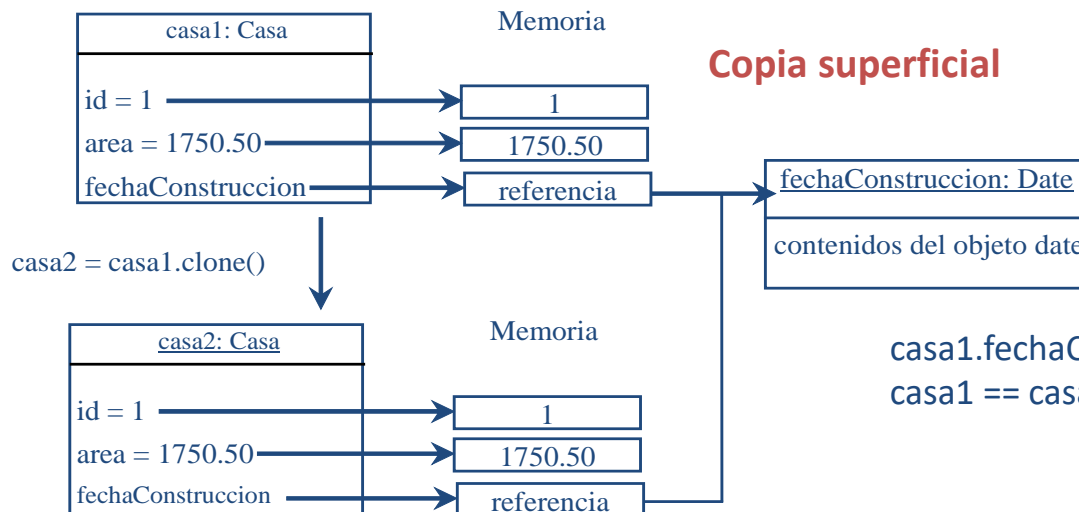 casa1: Casa
Memoria
Copia superficial
id = 1
1
area = 1750.50
1750.50
fechaConstruccion
referencia
fechaConstruccion: Date
contenidos del objeto date
casa2 = casa1.clone()
casa2: Casa
Memoria
casa1 ==
id = 1
1
area = 1750.50
1750.50
fechaConstruccion
referencia